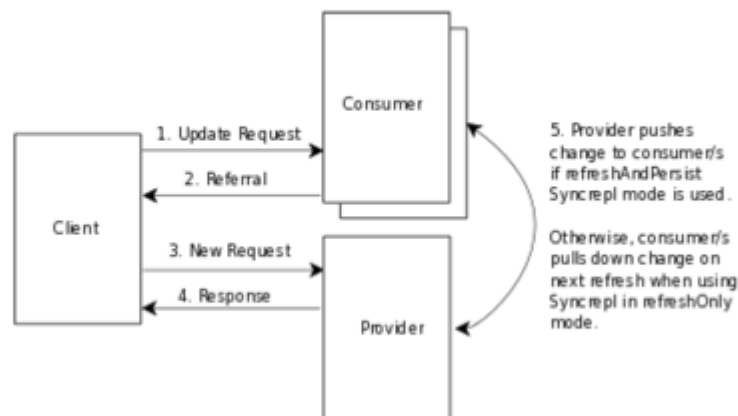 Consumer
1. Update Request
2. Referral
Client
3. New Request
4. Response
Provider
5. Provider pushes
change to consumer/s
if refreshAndPersist
Syncrepl mode is used.
Otherwise, consumer/s
pulls down change on
next refresh when using
Syncrepl in refreshOnly
mode.